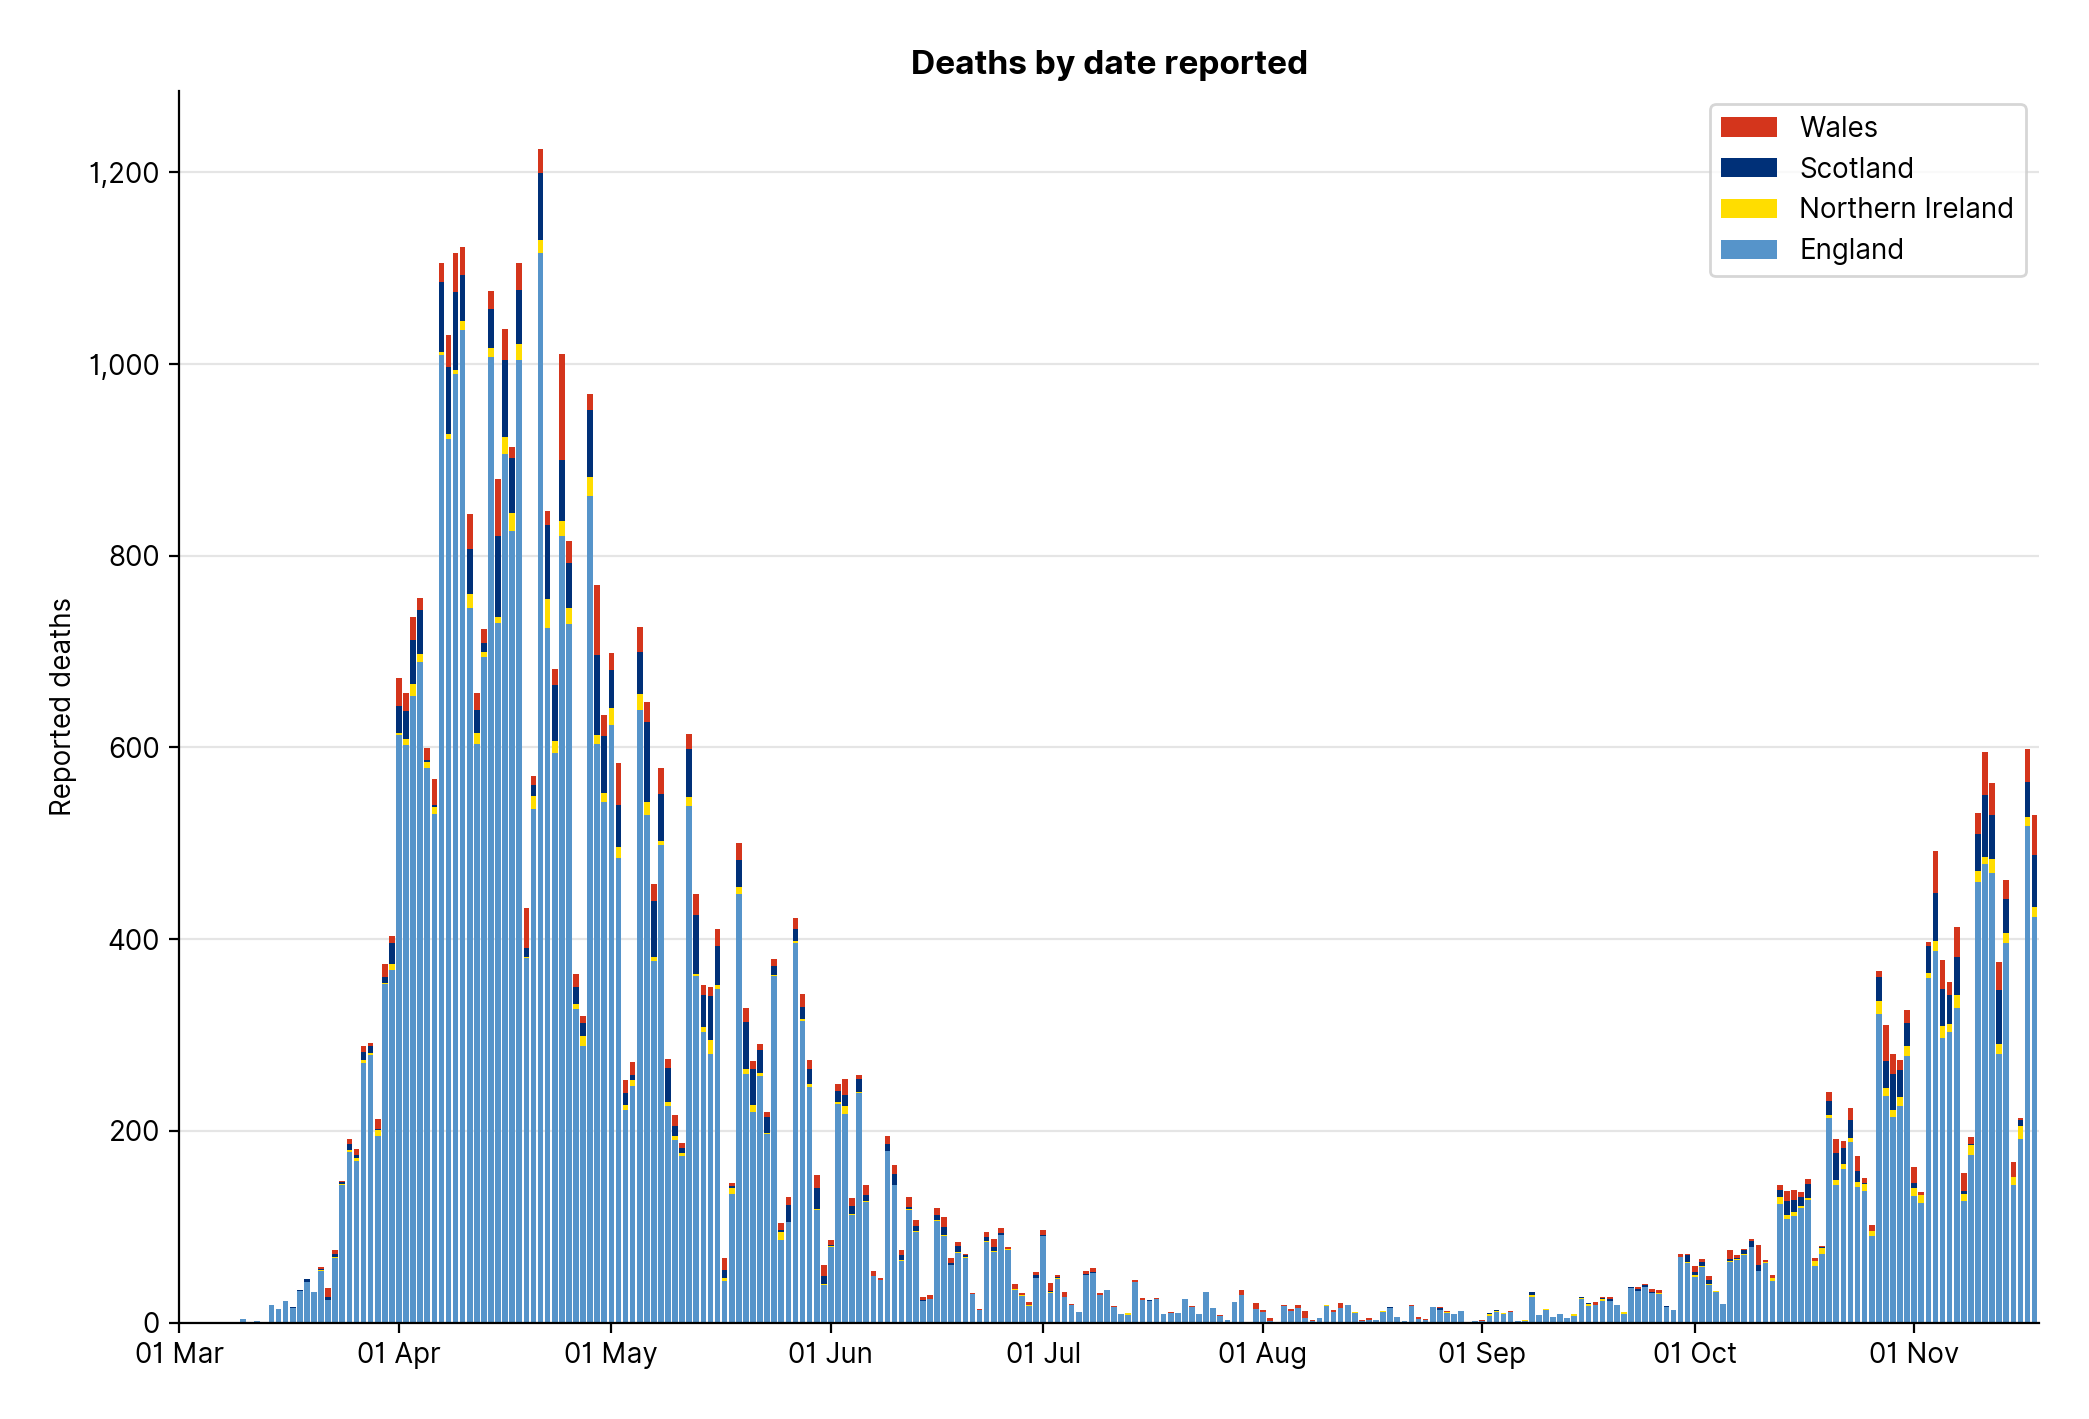 Deaths by date reported
Wales
Scotland
Northern Ireland
England
Reported deaths
1,200
1,000
800
600
400
200
0
01 Mar
01 Apr
01 May
01 Jun
01 Jul
01 Aug
01 Sep
01 Oct
01 Nov